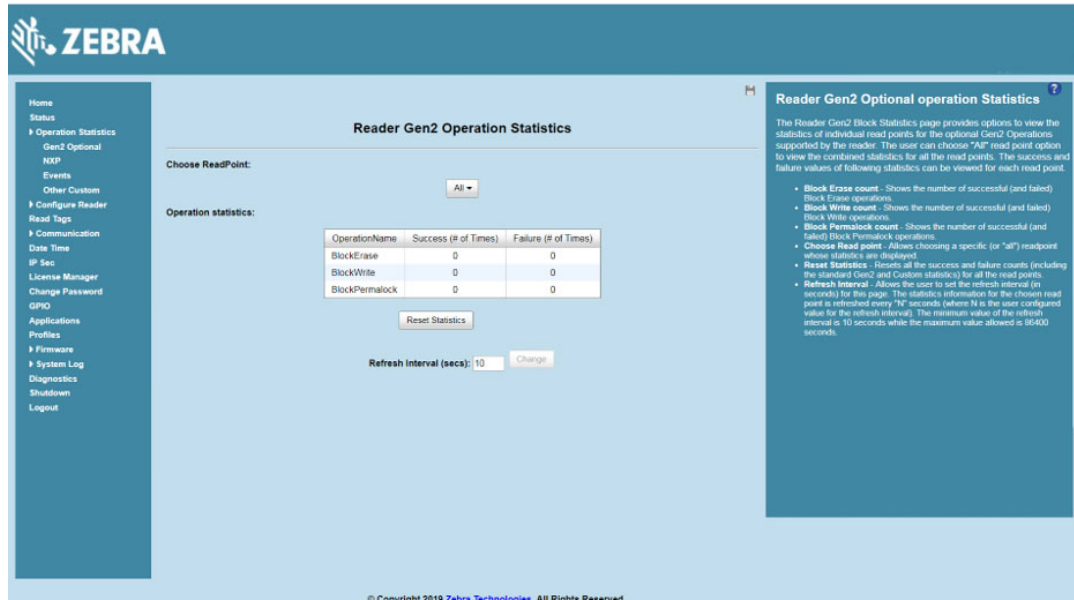 ZEBRA
Home
Status
Operation Statistics
Gen2 Optional
NXP
Events
Other Custom
Configure Reader
Read Tags
Communication
Date Time
IP Sec
License Manager
Change Password
GPIO
Applications
Profiles
Firmware
System Log
Diagnostics
Shutdown
Logout
Reader Gen2 Operation Statistics
Choose ReadPoint:
All
Operation statistics:
OperationName Success (# of Times) Failure (# of Times)
BlockErase 0 0
BlockWrite 0 0
BlockPermalock 0 0
Reset Statistics
Refresh Interval (secs): 10 Change
?
Reader Gen2 Optional operation Statistics
The Reader Gen2 Block Statistics page provides options to view the
statistics of individual read points for the optional Gen2 Operations
supported by the reader. The user can choose "All" read point option
to view the combined statistics for all the read points. The success and
failure values of following statistics can be viewed for each read point.
• Block Erase count - Shows the number of successful (and failed)
Block Erase operations.
• Block Write count - Shows the number of successful (and failed)
Block Write operations.
• Block Permalock count - Shows the number of successful (and
failed) Block Permalock operations.
• Choose Read point - Allows choosing a specific (or "all") readpoint
whose statistics are displayed.
• Reset Statistics - Resets all the success and failure counts (including
the standard Gen2 and Custom statistics) for all the read points.
• Refresh Interval - Allows the user to set the refresh interval (in
seconds) for this page. The statistics information for the chosen read
point is refreshed every "N" seconds (where N is the user configured
value for the refresh interval). The minimum value of the refresh
interval is 10 seconds while the maximum value allowed is 86400
seconds.
© Copyright 2019 Zebra Technologies. All Rights Reserved